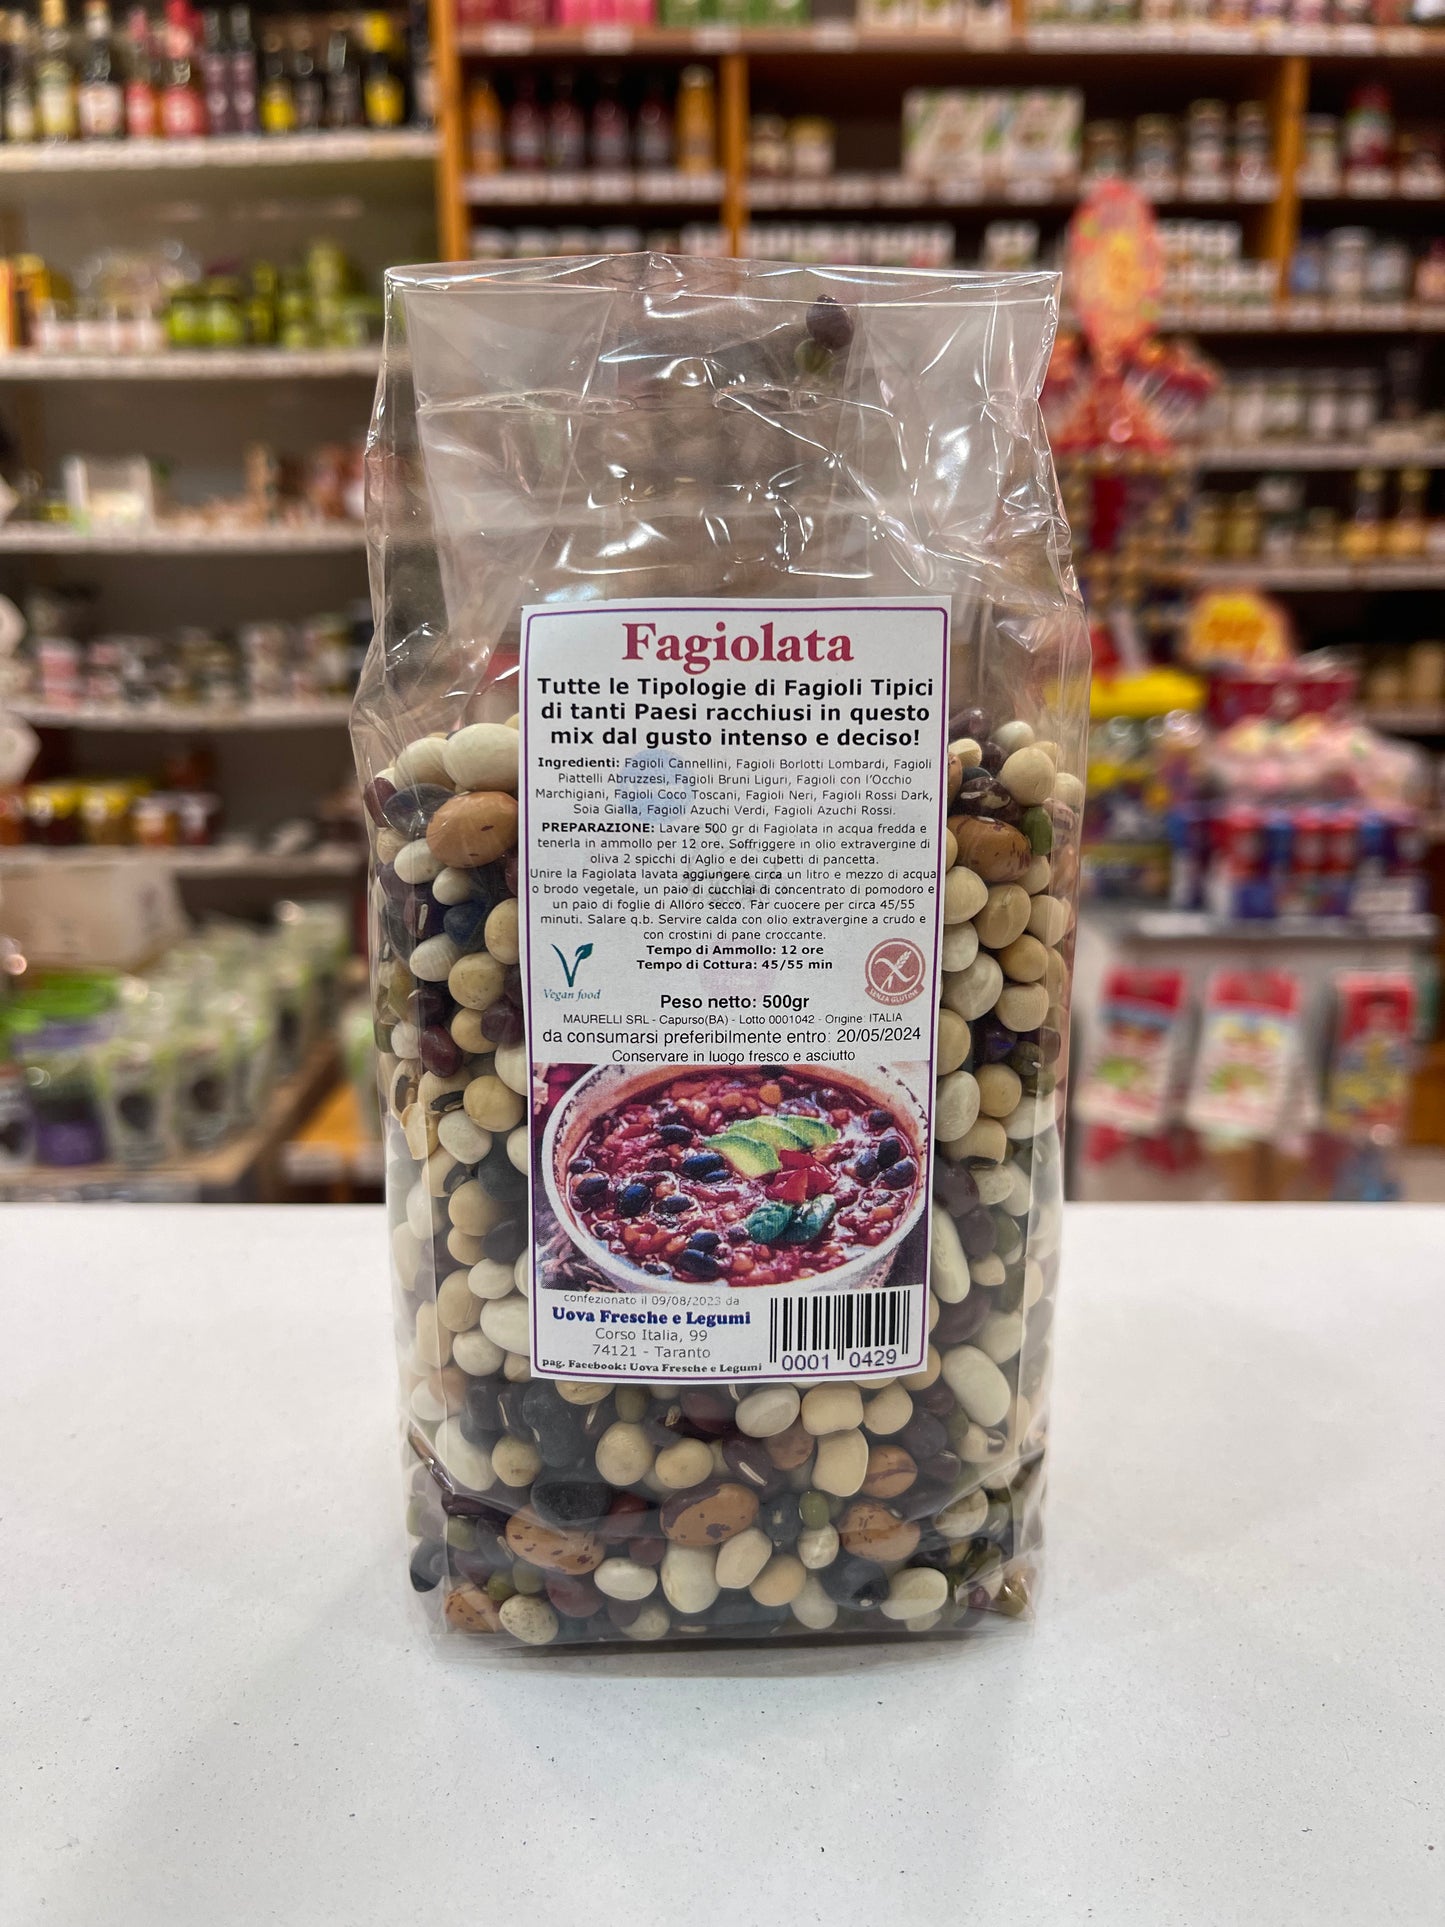 Fagiolata
Tutte le Tipologie di Fagioli Tipici
di tanti Paesi racchiusi in questo
mix dal gusto intenso e deciso!
Ingredienti: Fagioli Cannellini, Fagioli Borlotti Lombardi, Fagioli
Piattelli Abruzzesi, Fagioli Bruni Liguri, Fagioli con l'Occhio
Marchigiani, Fagioli Coco Toscani, Fagioli Neri, Fagioli Rossi Dark,
Soia Gialla, Fagioli Azuchi Verdi, Fagioli Azuchi Rossi.
PREPARAZIONE: Lavare 500 gr di Fagiolata in acqua fredda e
tenerla in ammollo per 12 ore. Soffriggere in olio extravergine di
oliva 2 spicchi di Aglio e dei cubetti di pancetta.
Unire la Fagiolata lavata aggiungere circa un litro e mezzo di acqua
o brodo vegetale, un paio di cucchiai di concentrato di pomodoro e
un paio di foglie di Alloro secco. Far cuocere per circa 45/55
minuti. Salare q.b. Servire calda con olio extravergine a crudo e
con crostini di pane croccante.
Tempo di Ammollo: 12 ore
Tempo di Cottura: 45/55 min
Vegan food
SENZA GLUTINE
Peso netto: 500gr
MAURELLI SRL - Capurso(BA) - Lotto 0001042 - Origine: ITALIA
da consumarsi preferibilmente entro: 20/05/2024
Conservare in luogo fresco e asciutto
confezionato il 09/08/2023 da
Uova Fresche e Legumi
Corso Italia, 99
74121 - Taranto
pag. Facebook: Uova Fresche e Legumi
0001 0429